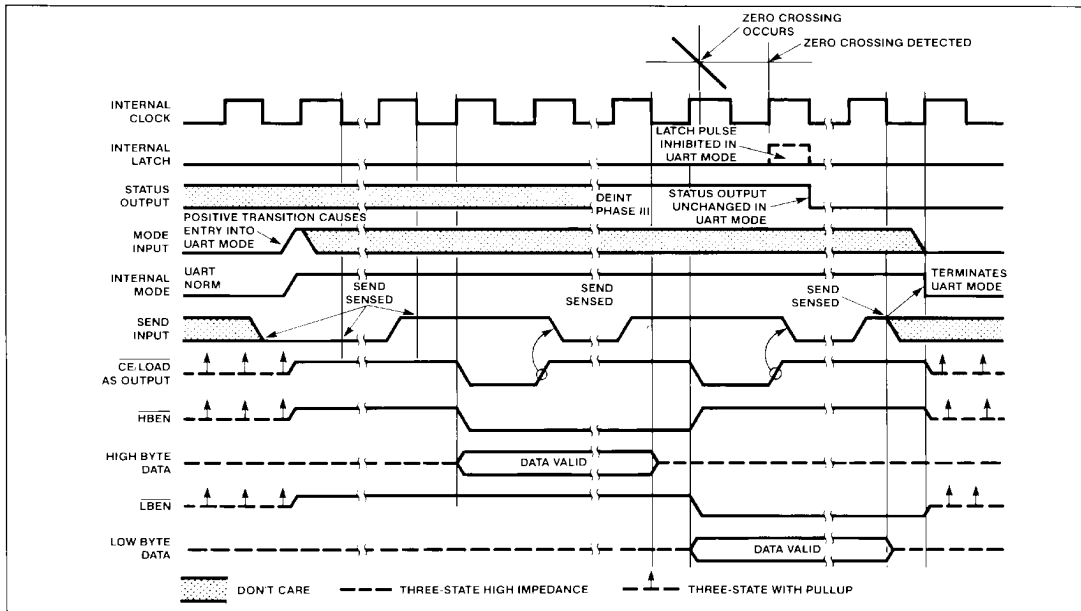 ZERO CROSSING
OCCURS
ZERO CROSSING DETECTED
INTERNAL
CLOCK
LATCH PULSE
INHIBITED IN
UART MODE
INTERNAL
LATCH
STATUS
OUTPUT
DEINT
PHASE III
STATUS OUTPUT
UNCHANGED IN
UART MODE
POSITIVE TRANSITION CAUSES
ENTRY INTO
UART MODE
MODE
INPUT
INTERNAL
MODE
UART
NORM
TERMINATES
UART MODE
SEND
SENSED
SEND
SENSED
SEND
SENSED
SEND
INPUT
CE/LOAD
AS OUTPUT
HBEN
HIGH BYTE
DATA
DATA VALID
LBEN
LOW BYTE
DATA
DATA VALID
DON'T CARE
THREE-STATE HIGH IMPEDANCE
THREE-STATE WITH PULLUP